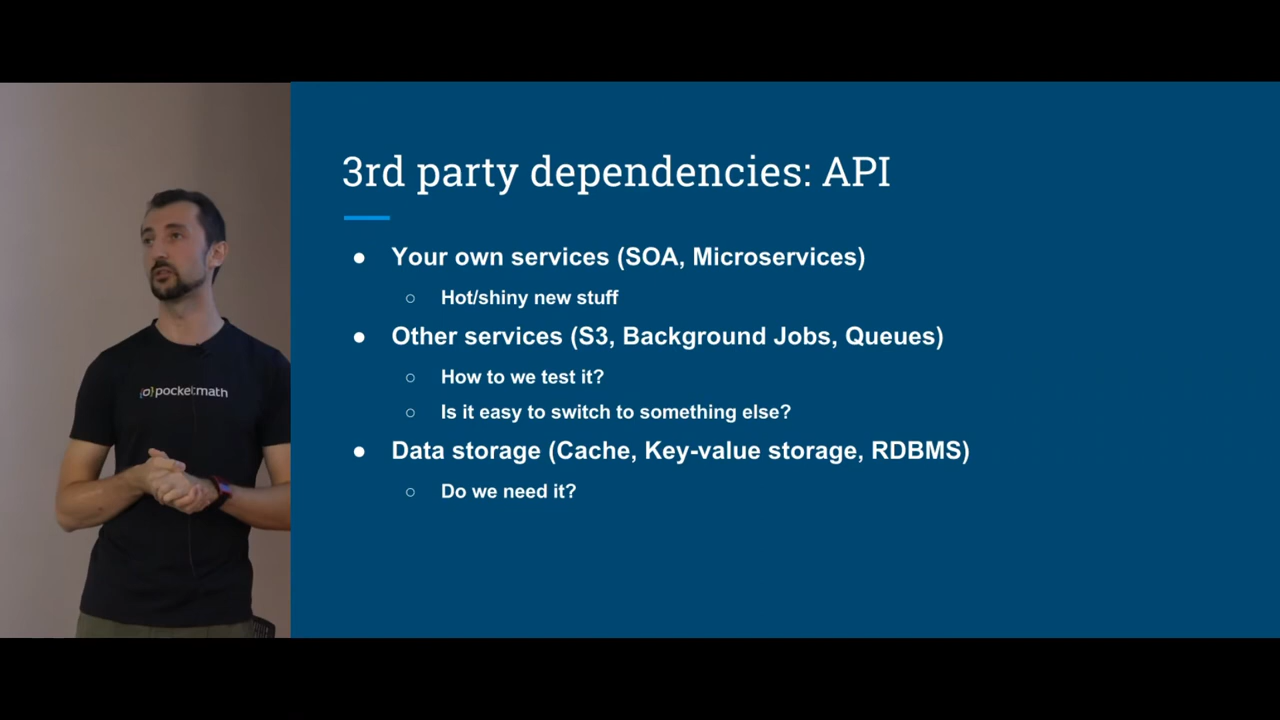 3rd party dependencies: API
● Your own services (SOA, Microservices)
○ Hot/shiny new stuff
● Other services (S3, Background Jobs, Queues)
○ How to we test it?
○ Is it easy to switch to something else?
● Data storage (Cache, Key-value storage, RDBMS)
○ Do we need it?
[o] pocketmath